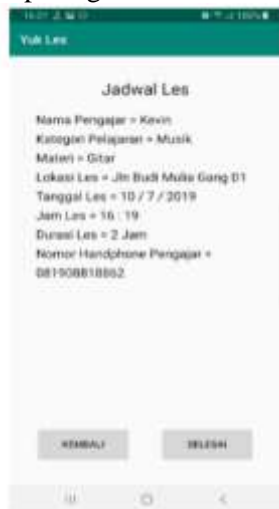 Yuk Les
Jadwal Les
Nama Pengajar = Kevin
Kategori Pelajaran = Musik
Materi = Gitar
Lokasi Les = Jln Budi Mulia Gang D1
Tanggal Les = 10 / 7 / 2019
Jam Les = 16 : 19
Durasi Les = 2 Jam
Nomor Handphone Pengajar =
081908818862
KEMBALI
SELESAI